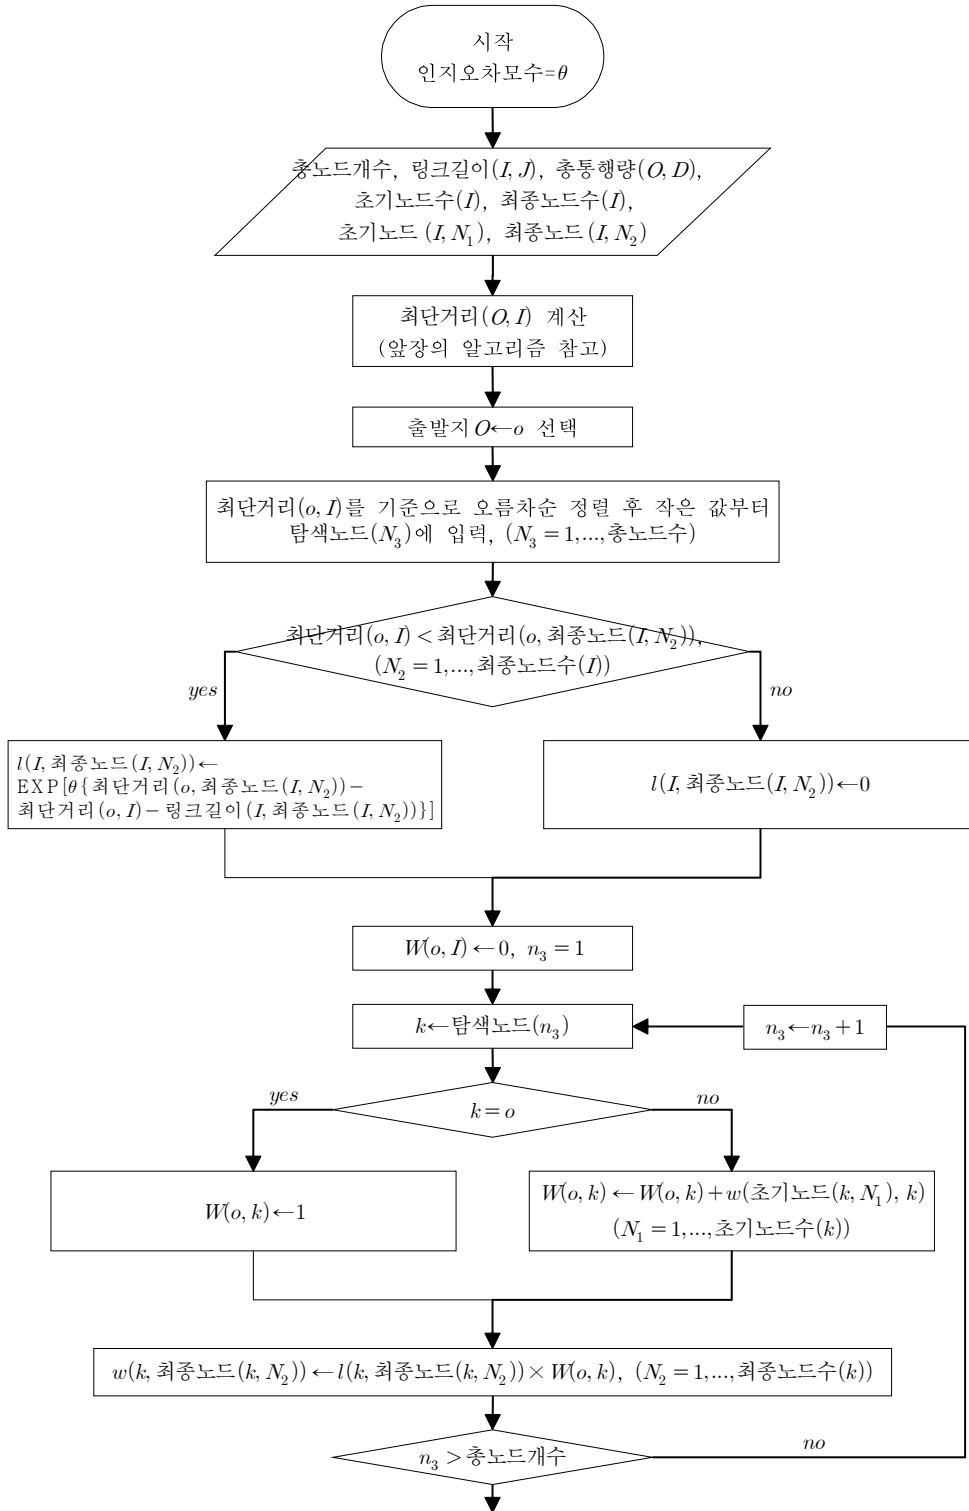 시작
인지오차모수=θ
총노드개수, 링크길이(I, J), 총통행량(O, D),
초기노드수(I), 최종노드수(I),
초기노드 (I, N₁), 최종노드(I, N₂)
최단거리(O, I) 계산
(앞장의 알고리즘 참고)
출발지 O←o 선택
최단거리(o, I)를 기준으로 오름차순 정렬 후 작은 값부터
탐색노드(N₃)에 입력, (N₃ = 1,...,총노드수)
최단거리(o, I) < 최단거리(o, 최종노드(I, N₂)),
(N₂ = 1,...,최종노드수(I))
yes
no
l(I, 최종노드(I, N₂))←
EXP[θ{최단거리(o, 최종노드(I, N₂))−
최단거리(o, I)− 링크길이(I, 최종노드(I, N₂))}]
l(I, 최종노드(I, N₂))←0
W(o, I) ←0, n₃ = 1
k←탐색노드(n₃)
n₃←n₃ + 1
k = o
yes
no
W(o, k) ←1
W(o, k) ← W(o, k) + w(초기노드(k, N₁), k)
(N₁ = 1,...,초기노드수(k))
w(k, 최종노드(k, N₂)) ← l(k, 최종노드(k, N₂)) × W(o, k), (N₂ = 1,...,최종노드수(k))
n₃ > 총노드개수
no